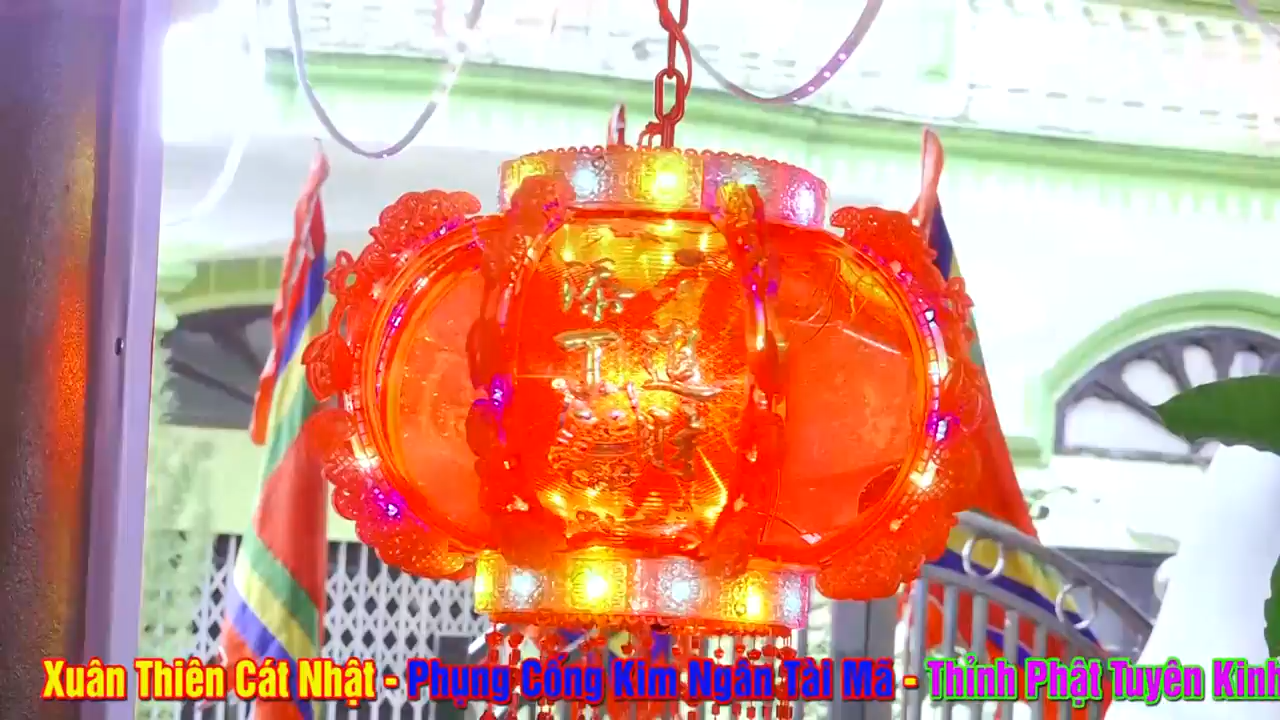 Xuân Thiên Cát Nhật - Phụng Cống Kim Ngân Tài Mã - Thỉnh Phật Tuyên Kinh